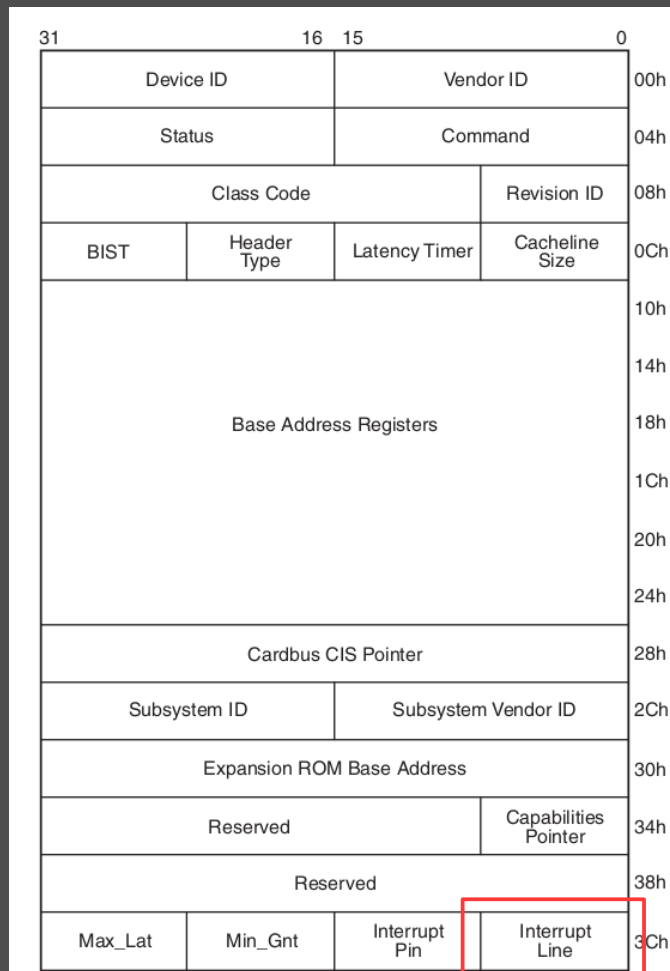 31 16 15 0
Device ID Vendor ID 00h
Status Command 04h
Class Code Revision ID 08h
BIST Header Type Latency Timer Cacheline Size 0Ch
10h
14h
Base Address Registers 18h
1Ch
20h
24h
Cardbus CIS Pointer 28h
Subsystem ID Subsystem Vendor ID 2Ch
Expansion ROM Base Address 30h
Reserved Capabilities Pointer 34h
Reserved 38h
Max_Lat Min_Gnt Interrupt Pin Interrupt Line 3Ch